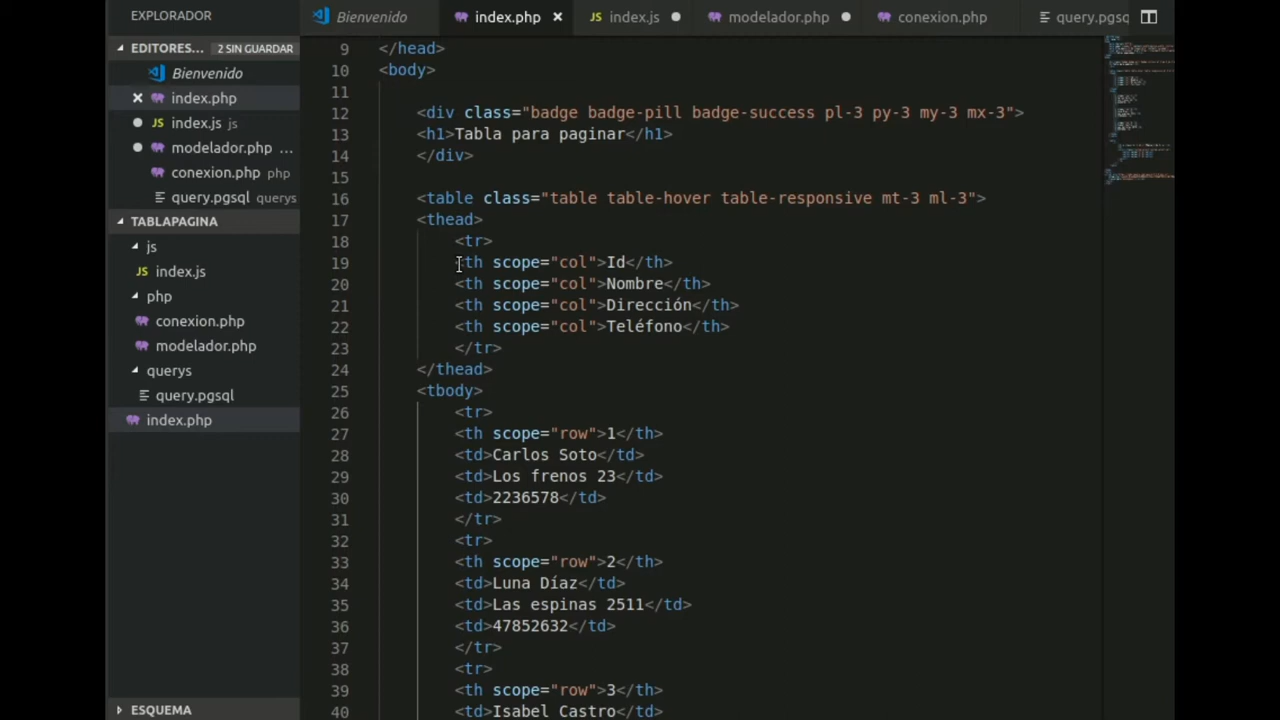 EXPLORADOR
EDITORES... 2 SIN GUARDAR
Bienvenido
index.php
index.js js
modelador.php ...
conexion.php php
query.pgsql querys
TABLAPAGINA
js
index.js
php
conexion.php
modelador.php
querys
query.pgsql
index.php
ESQUEMA
Bienvenido index.php index.js modelador.php conexion.php query.pgsq
9 </head>
10 <body>
11
12 <div class="badge badge-pill badge-success pl-3 py-3 my-3 mx-3">
13 <h1>Tabla para paginar</h1>
14 </div>
15
16 <table class="table table-hover table-responsive mt-3 ml-3">
17 <thead>
18 <tr>
19 <th scope="col">Id</th>
20 <th scope="col">Nombre</th>
21 <th scope="col">Dirección</th>
22 <th scope="col">Teléfono</th>
23 </tr>
24 </thead>
25 <tbody>
26 <tr>
27 <th scope="row">1</th>
28 <td>Carlos Soto</td>
29 <td>Los frenos 23</td>
30 <td>2236578</td>
31 </tr>
32 <tr>
33 <th scope="row">2</th>
34 <td>Luna Díaz</td>
35 <td>Las espinas 2511</td>
36 <td>47852632</td>
37 </tr>
38 <tr>
39 <th scope="row">3</th>
40 <td>Isabel Castro</td>